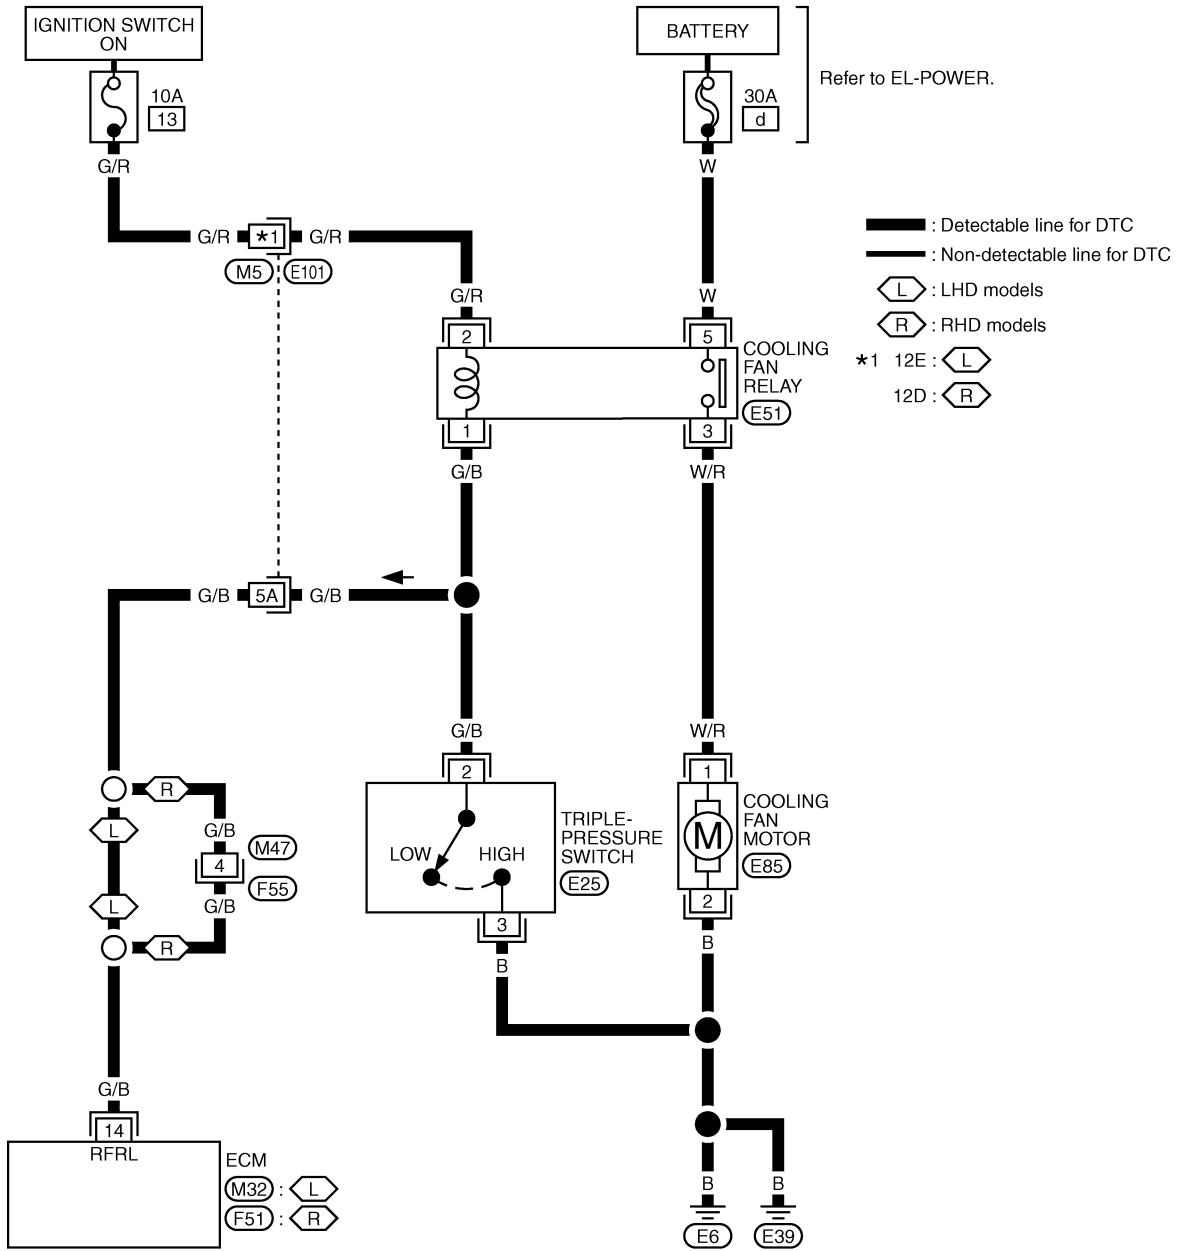 IGNITION SWITCH
ON
BATTERY
Refer to EL-POWER.
10A
13
30A
d
G/R
W
: Detectable line for DTC
G/R
*1
G/R
: Non-detectable line for DTC
M5
E101
L : LHD models
G/R
W
R : RHD models
2
5
COOLING
FAN
RELAY
E51
*1 12E : L
12D : R
1
3
G/B
W/R
G/B
5A
G/B
G/B
W/R
2
1
R
L
G/B
M47
4
F55
L
G/B
R
TRIPLE-
PRESSURE
SWITCH
E25
LOW
HIGH
COOLING
FAN
MOTOR
E85
M
3
2
B
B
G/B
14
RFRL
ECM
M32 : L
F51 : R
B
B
E6
E39